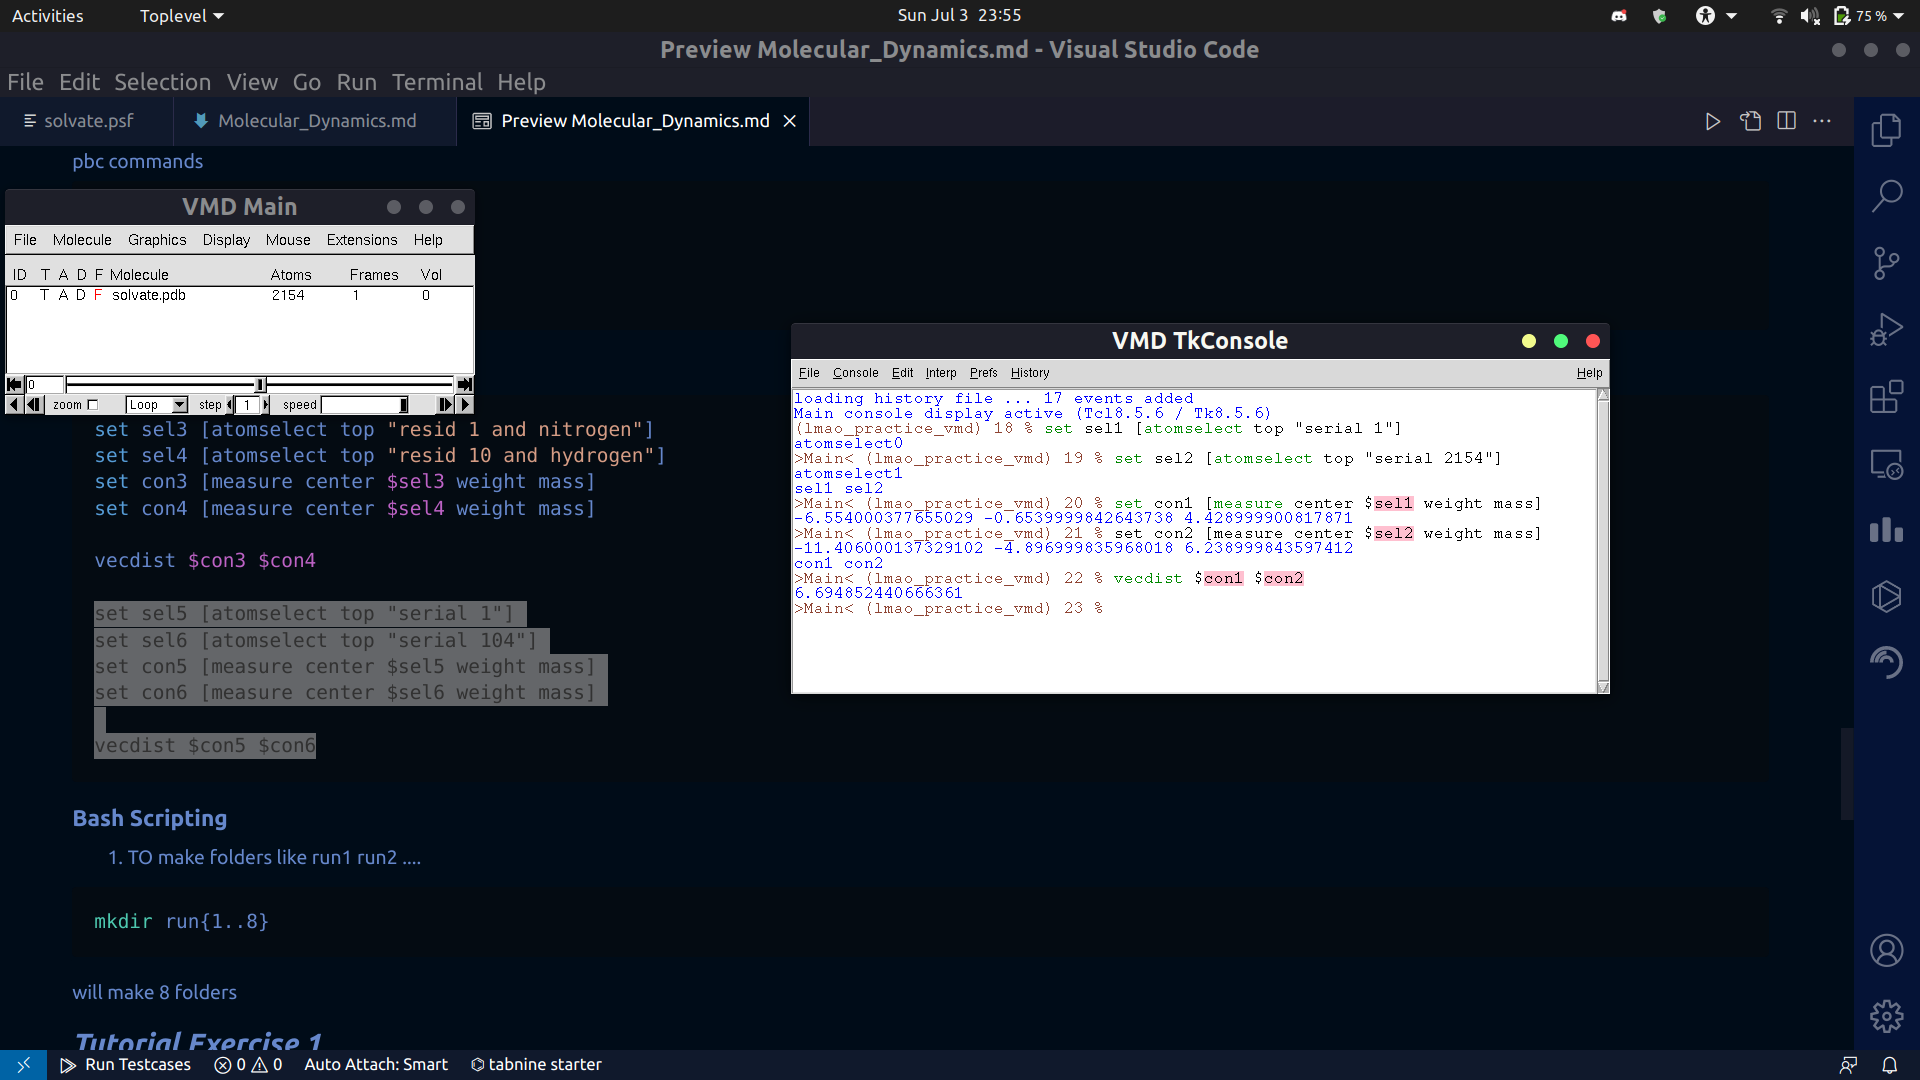 Activities
Toplevel
Sun Jul 3 23:55
75 %
Preview Molecular_Dynamics.md - Visual Studio Code
File Edit Selection View Go Run Terminal Help
solvate.psf
Molecular_Dynamics.md
Preview Molecular_Dynamics.md
pbc commands
VMD Main
File Molecule Graphics Display Mouse Extensions Help
ID T A D F Molecule Atoms Frames Vol
0 T A D F solvate.pdb 2154 1 0
0
zoom Loop step 1 speed
set sel3 [atomselect top "resid 1 and nitrogen"]
set sel4 [atomselect top "resid 10 and hydrogen"]
set con3 [measure center $sel3 weight mass]
set con4 [measure center $sel4 weight mass]
vecdist $con3 $con4
set sel5 [atomselect top "serial 1"]
set sel6 [atomselect top "serial 104"]
set con5 [measure center $sel5 weight mass]
set con6 [measure center $sel6 weight mass]
vecdist $con5 $con6
Bash Scripting
1. TO make folders like run1 run2 ....
mkdir run{1..8}
will make 8 folders
Tutorial Exercise 1
VMD TkConsole
File Console Edit Interp Prefs History Help
loading history file ... 17 events added
Main console display active (Tcl8.5.6 / Tk8.5.6)
(lmao_practice_vmd) 18 % set sel1 [atomselect top "serial 1"]
atomselect0
>Main< (lmao_practice_vmd) 19 % set sel2 [atomselect top "serial 2154"]
atomselect1
sel1 sel2
>Main< (lmao_practice_vmd) 20 % set con1 [measure center $sel1 weight mass]
-6.554000377655029 -0.6539999842643738 4.428999900817871
>Main< (lmao_practice_vmd) 21 % set con2 [measure center $sel2 weight mass]
-11.406000137329102 -4.896999835968018 6.238999843597412
con1 con2
>Main< (lmao_practice_vmd) 22 % vecdist $con1 $con2
6.694852440666361
>Main< (lmao_practice_vmd) 23 %
Run Testcases 0 0 Auto Attach: Smart tabnine starter